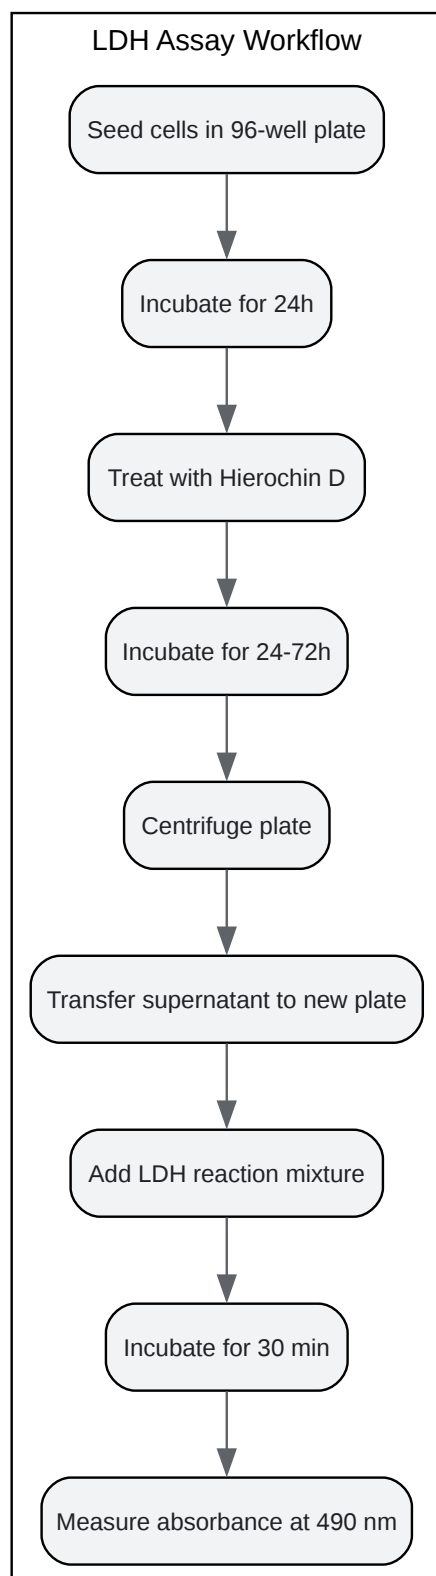 LDH Assay Workflow
Seed cells in 96-well plate
Incubate for 24h
Treat with Hierochin D
Incubate for 24-72h
Centrifuge plate
Transfer supernatant to new plate
Add LDH reaction mixture
Incubate for 30 min
Measure absorbance at 490 nm